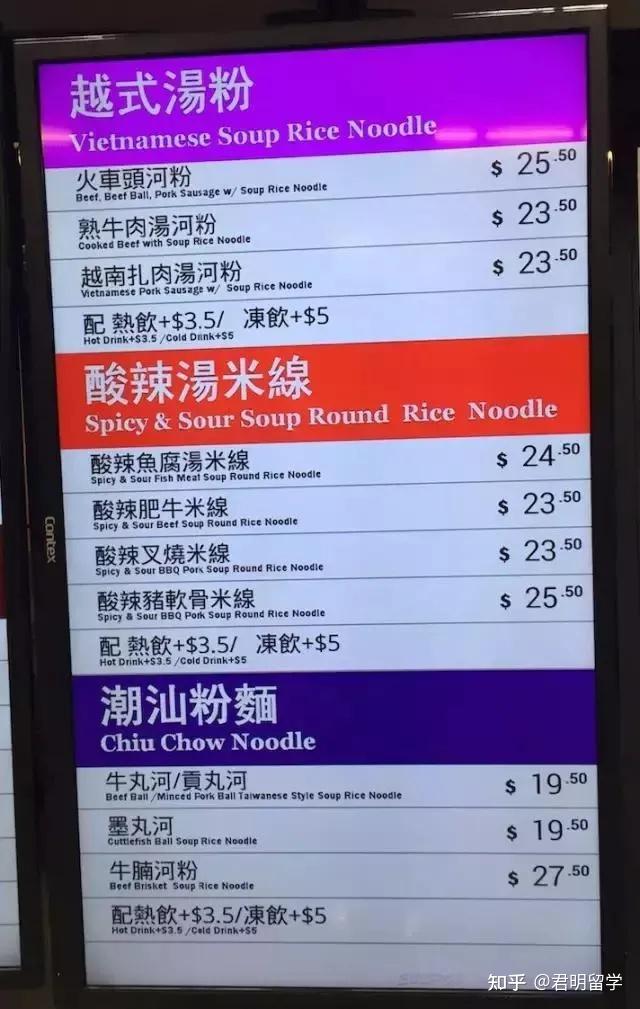 越式湯粉
Vietnamese Soup Rice Noodle
火車頭河粉 $ 25.50
Beef, Beef Ball, Pork Sausage w/ Soup Rice Noodle
熟牛肉湯河粉 $ 23.50
Cooked Beef with Soup Rice Noodle
越南扎肉湯河粉 $ 23.50
Vietnamese Pork Sausage w/ Soup Rice Noodle
配 熱飲+$3.5/ 凍飲+$5
Hot Drink+$3.5 /Cold Drink+$5
酸辣湯米線
Spicy & Sour Soup Round Rice Noodle
酸辣魚腐湯米線 $ 24.50
Spicy & Sour Fish Meat Soup Round Rice Noodle
酸辣肥牛米線 $ 23.50
Spicy & Sour Beef Soup Round Rice Noodle
酸辣叉燒米線 $ 23.50
Spicy & Sour BBQ Pork Soup Round Rice Noodle
酸辣豬軟骨米線 $ 25.50
Spicy & Sour BBQ Pork Soup Round Rice Noodle
配 熱飲+$3.5/ 凍飲+$5
Hot Drink+$3.5 /Cold Drink+$5
潮汕粉麵
Chiu Chow Noodle
牛丸河/貢丸河 $ 19.50
Beef Ball /Minced Pork Ball Taiwanese Style Soup Rice Noodle
墨丸河 $ 19.50
Cuttlefish Ball Soup Rice Noodle
牛腩河粉 $ 27.50
Beef Brisket Soup Rice Noodle
配熱飲+$3.5/凍飲+$5
Hot Drink+$3.5 /Cold Drink+$5
Contex
知乎 @君明留学